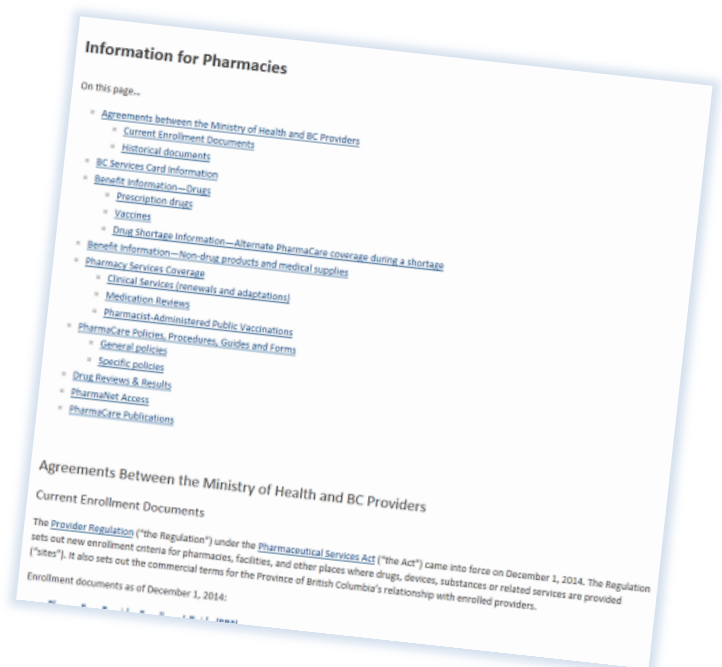 Information for Pharmacies
On this page...
Agreements between the Ministry of Health and BC Providers
Current Enrollment Documents
Historical documents
BC Services Card Information
Benefit Information—Drugs
Prescription drugs
Vaccines
Drug Shortage Information—Alternate PharmaCare coverage during a shortage
Benefit Information—Non-drug products and medical supplies
Pharmacy Services Coverage
Clinical Services (renewals and adaptations)
Medication Reviews
Pharmacist-Administered Public Vaccinations
PharmaCare Policies, Procedures, Guides and Forms
General policies
Specific policies
Drug Reviews & Results
PharmaNet Access
PharmaCare Publications
Agreements Between the Ministry of Health and BC Providers
Current Enrollment Documents
The Provider Regulation ("the Regulation") under the Pharmaceutical Services Act ("the Act") came into force on December 1, 2014. The Regulation
sets out new enrollment criteria for pharmacies, facilities, and other places where drugs, devices, substances or related services are provided
("sites"). It also sets out the commercial terms for the Province of British Columbia's relationship with enrolled providers.
Enrollment documents as of December 1, 2014: